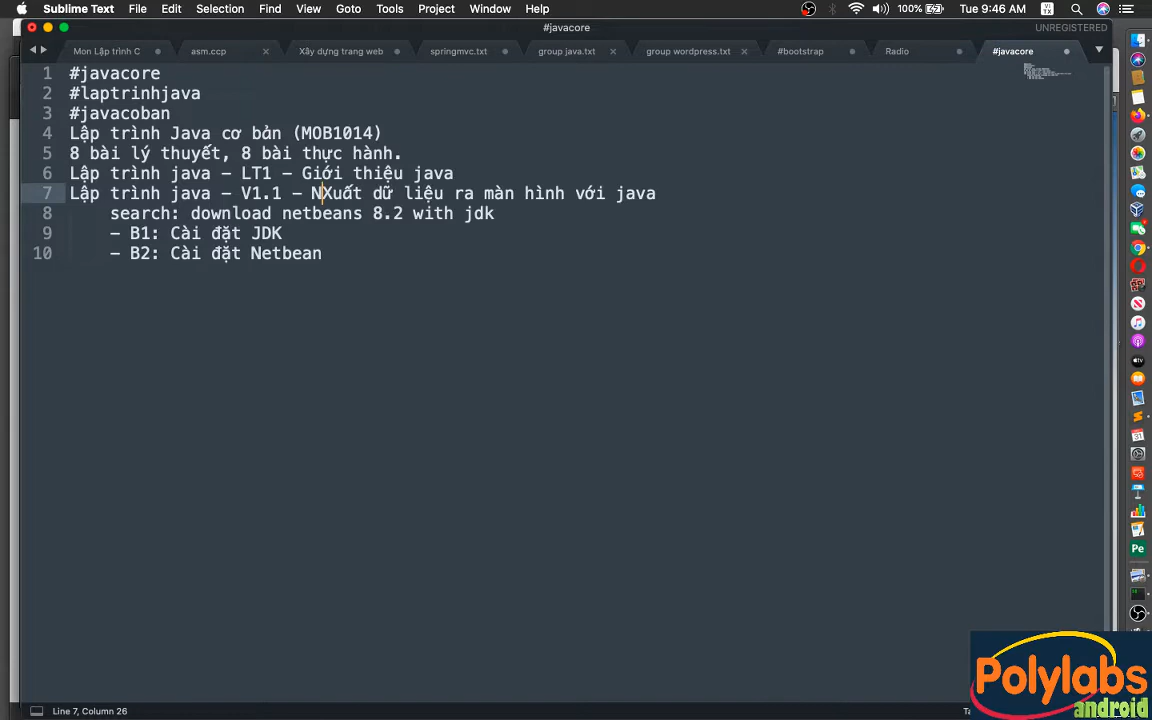 Sublime Text File Edit Selection Find View Goto Tools Project Window Help 100% Tue 9:46 AM
#javacore UNREGISTERED
Mon Lập trình C asm.ccp Xây dựng trang web springmvc.txt group java.txt group wordpress.txt #bootstrap Radio #javacore
1 #javacore
2 #laptrinhjava
3 #javacoban
4 Lập trình Java cơ bản (MOB1014)
5 8 bài lý thuyết, 8 bài thực hành.
6 Lập trình java - LT1 - Giới thiệu java
7 Lập trình java - V1.1 - NXuất dữ liệu ra màn hình với java
8 search: download netbeans 8.2 with jdk
9 - B1: Cài đặt JDK
10 - B2: Cài đặt Netbean
Polylabs
android
Line 7, Column 26